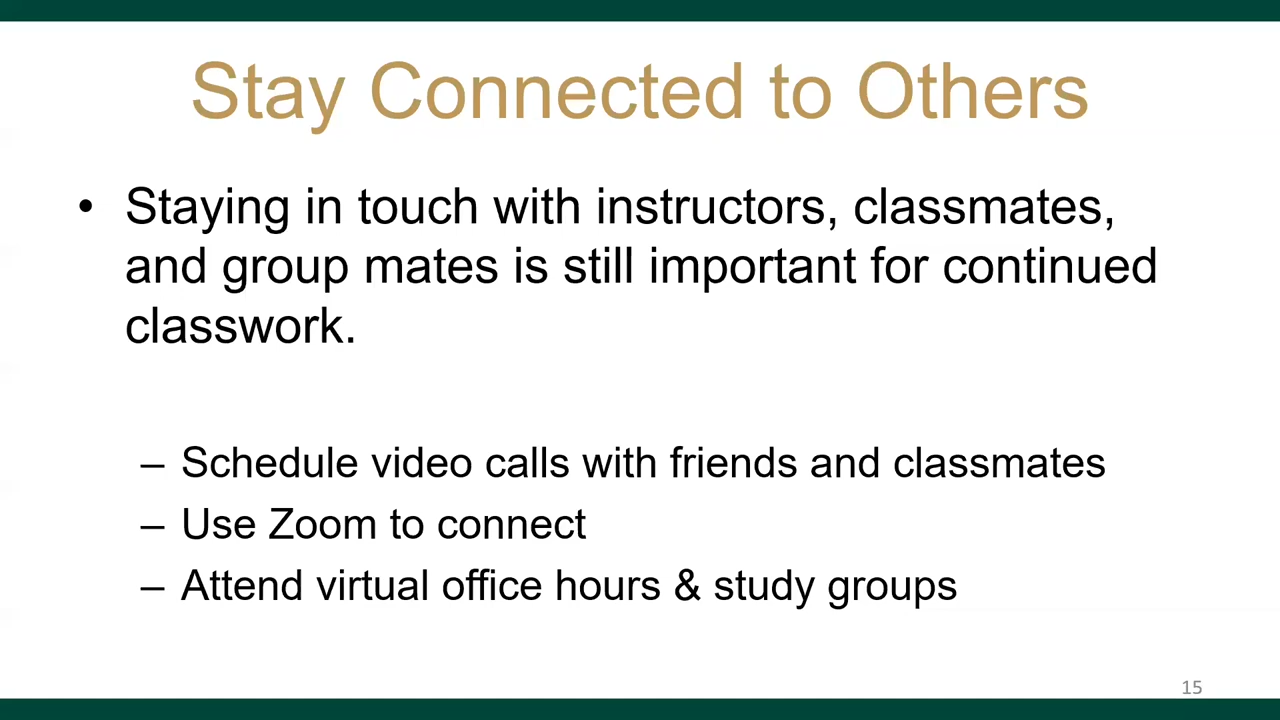 Stay Connected to Others
• Staying in touch with instructors, classmates,
and group mates is still important for continued
classwork.
– Schedule video calls with friends and classmates
– Use Zoom to connect
– Attend virtual office hours & study groups
15